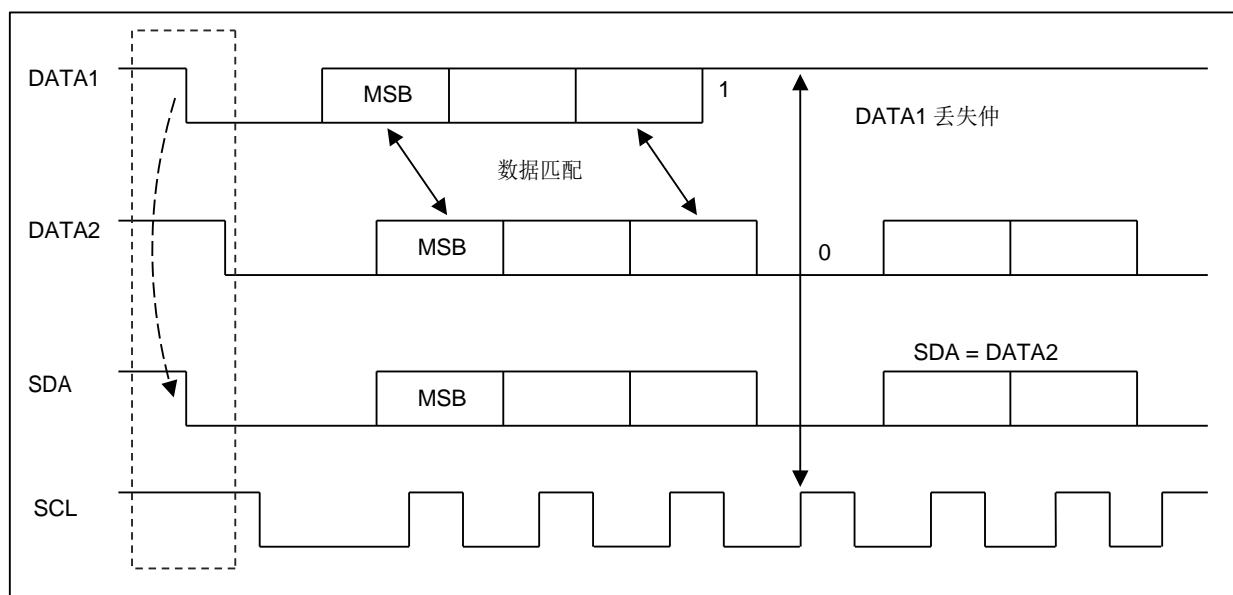 DATA1
MSB
1
DATA1 丢失仲
数据匹配
DATA2
MSB
0
SDA = DATA2
SDA
MSB
SCL